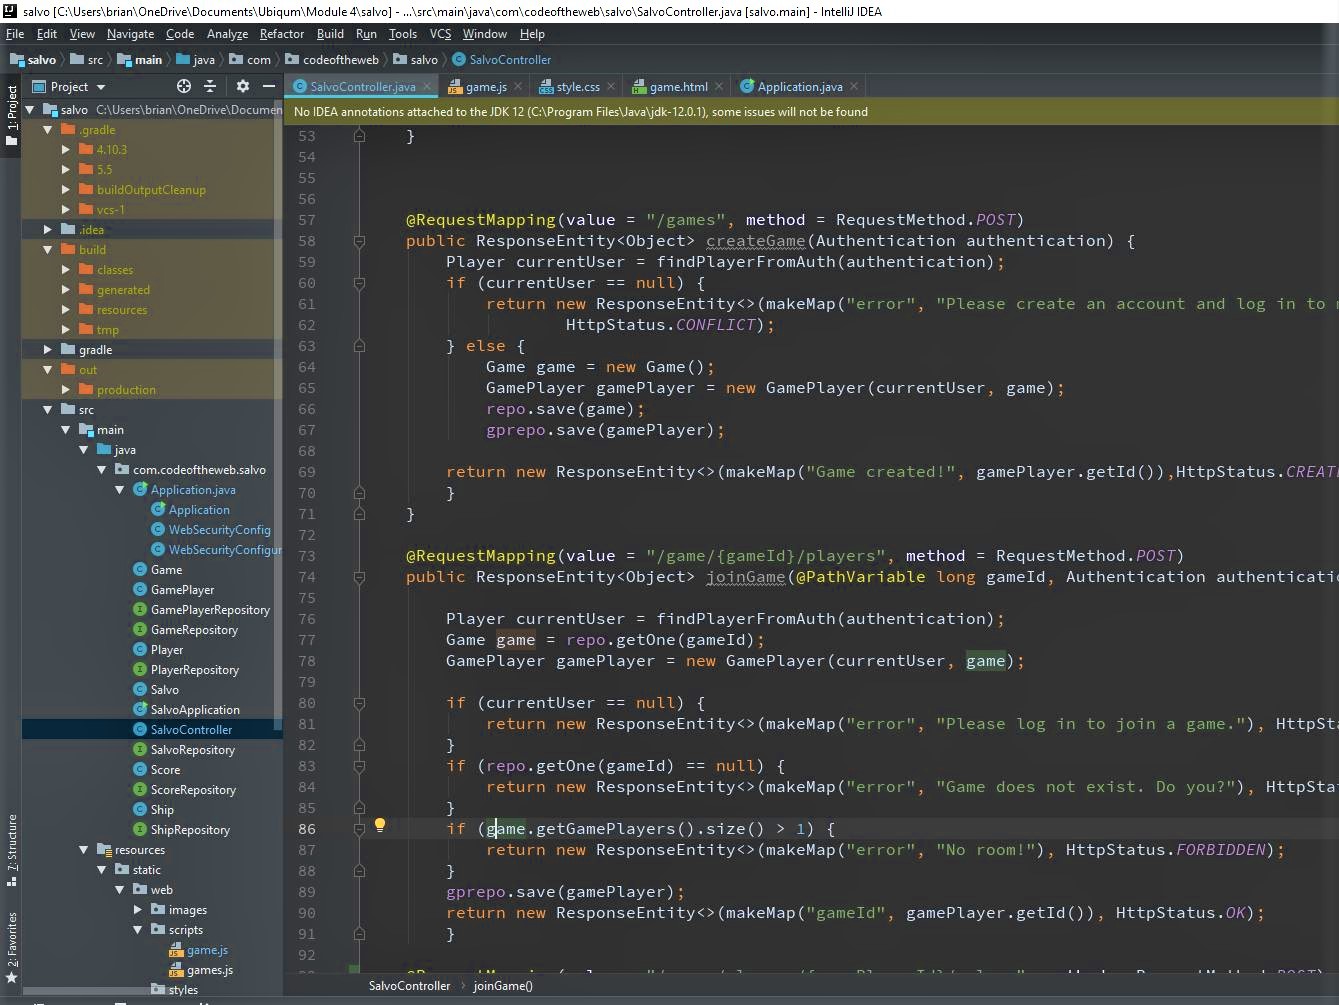 salvo [C:\Users\brian\OneDrive\Documents\Ubiqum\Module 4\salvo] - ...\src\main\java\com\codeoftheweb\salvo\SalvoController.java [salvo.main] - IntelliJ IDEA
File Edit View Navigate Code Analyze Refactor Build Run Tools VCS Window Help
salvo src main java com codeoftheweb salvo SalvoController
Project
SalvoController.java game.js style.css game.html Application.java
1: Project
7: Structure
2: Favorites
salvo C:\Users\brian\OneDrive\Documen
.gradle
4.10.3
5.5
buildOutputCleanup
vcs-1
.idea
build
classes
generated
resources
tmp
gradle
out
production
src
main
java
com.codeoftheweb.salvo
Application.java
Application
WebSecurityConfig
WebSecurityConfigur
Game
GamePlayer
GamePlayerRepository
GameRepository
Player
PlayerRepository
Salvo
SalvoApplication
SalvoController
SalvoRepository
Score
ScoreRepository
Ship
ShipRepository
resources
static
web
images
scripts
game.js
games.js
styles
No IDEA annotations attached to the JDK 12 (C:\Program Files\Java\jdk-12.0.1), some issues will not be found
53 }
54
55
56
57 @RequestMapping(value = "/games", method = RequestMethod.POST)
58 public ResponseEntity<Object> createGame(Authentication authentication) {
59 Player currentUser = findPlayerFromAuth(authentication);
60 if (currentUser == null) {
61 return new ResponseEntity<>(makeMap("error", "Please create an account and log in to
62 HttpStatus.CONFLICT);
63 } else {
64 Game game = new Game();
65 GamePlayer gamePlayer = new GamePlayer(currentUser, game);
66 repo.save(game);
67 gprepo.save(gamePlayer);
68
69 return new ResponseEntity<>(makeMap("Game created!", gamePlayer.getId()),HttpStatus.CREAT
70 }
71 }
72
73 @RequestMapping(value = "/game/{gameId}/players", method = RequestMethod.POST)
74 public ResponseEntity<Object> joinGame(@PathVariable long gameId, Authentication authenticatio
75
76 Player currentUser = findPlayerFromAuth(authentication);
77 Game game = repo.getOne(gameId);
78 GamePlayer gamePlayer = new GamePlayer(currentUser, game);
79
80 if (currentUser == null) {
81 return new ResponseEntity<>(makeMap("error", "Please log in to join a game."), HttpSta
82 }
83 if (repo.getOne(gameId) == null) {
84 return new ResponseEntity<>(makeMap("error", "Game does not exist. Do you?"), HttpSta
85 }
86 if (game.getGamePlayers().size() > 1) {
87 return new ResponseEntity<>(makeMap("error", "No room!"), HttpStatus.FORBIDDEN);
88 }
89 gprepo.save(gamePlayer);
90 return new ResponseEntity<>(makeMap("gameId", gamePlayer.getId()), HttpStatus.OK);
91 }
92
SalvoController joinGame()